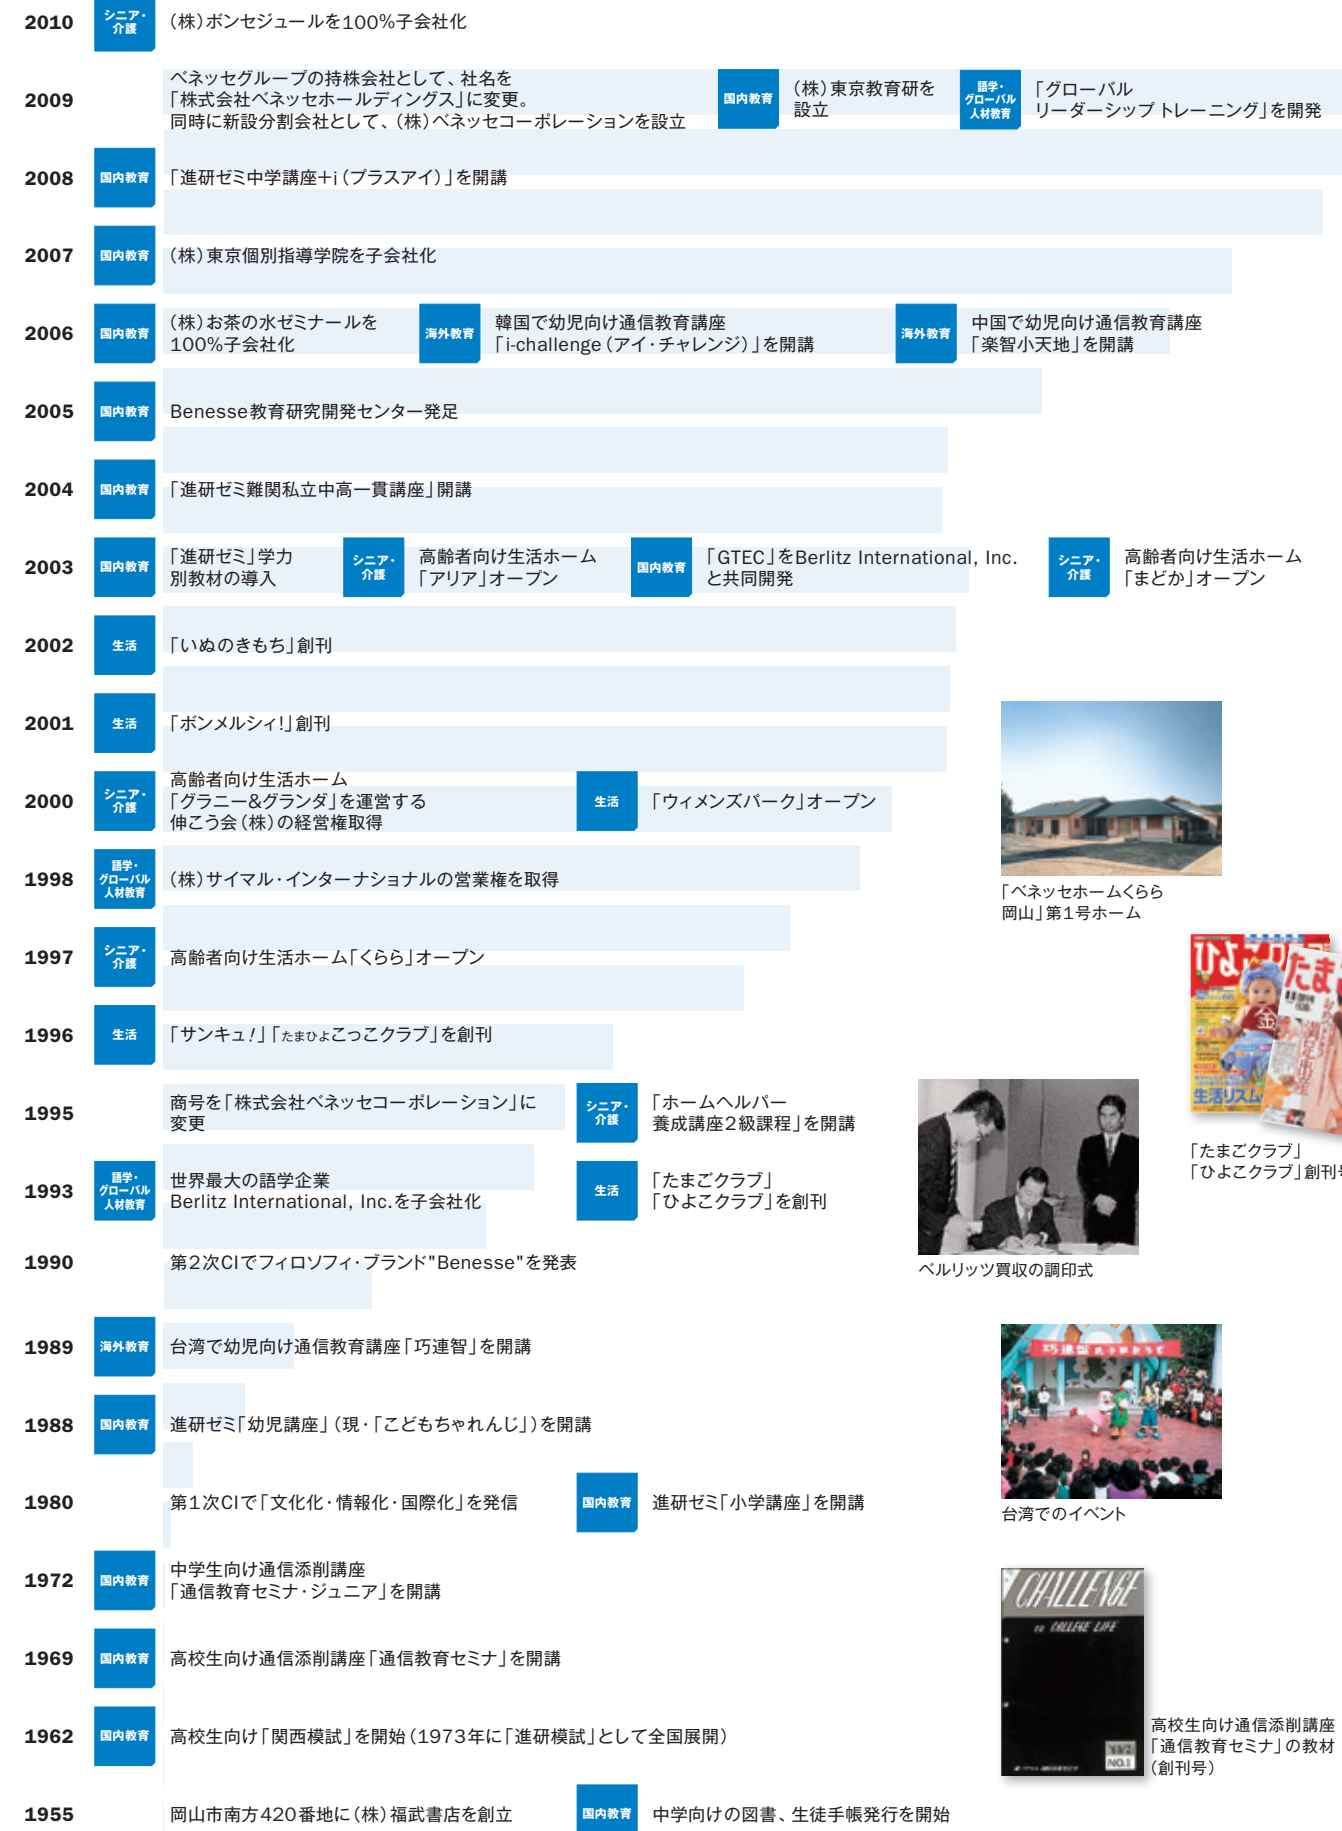 2010
シニア・
介護
（株）ボンセジュールを100%子会社化
2009
ベネッセグループの持株会社として、社名を
「株式会社ベネッセホールディングス」に変更。
同時に新設分割会社として、（株）ベネッセコーポレーションを設立
国内教育
（株）東京教育研を
設立
語学・
グローバル
人材教育
「グローバル
リーダーシップ トレーニング」を開発
2008
国内教育
「進研ゼミ中学講座+i（プラスアイ）」を開講
2007
国内教育
（株）東京個別指導学院を子会社化
2006
国内教育
（株）お茶の水ゼミナールを
100%子会社化
海外教育
韓国で幼児向け通信教育講座
「i-challenge（アイ・チャレンジ）」を開講
海外教育
中国で幼児向け通信教育講座
「楽智小天地」を開講
2005
国内教育
Benesse教育研究開発センター発足
2004
国内教育
「進研ゼミ難関私立中高一貫講座」開講
2003
国内教育
「進研ゼミ」学力
別教材の導入
シニア・
介護
高齢者向け生活ホーム
「アリア」オープン
国内教育
「GTEC」をBerlitz International, Inc.
と共同開発
シニア・
介護
高齢者向け生活ホーム
「まどか」オープン
2002
生活
「いぬのきもち」創刊
2001
生活
「ボンメルシィ!」創刊
2000
シニア・
介護
高齢者向け生活ホーム
「グラニー&グランダ」を運営する
伸こう会（株）の経営権取得
生活
「ウィメンズパーク」オープン
「ベネッセホームくらら
岡山」第1号ホーム
1998
語学・
グローバル
人材教育
（株）サイマル・インターナショナルの営業権を取得
1997
シニア・
介護
高齢者向け生活ホーム「くらら」オープン
1996
生活
「サンキュ!」「たまひよこっこクラブ」を創刊
ひよこ
たま
生活リズム
「たまごクラブ」
「ひよこクラブ」創刊号
1995
商号を「株式会社ベネッセコーポレーション」に
変更
シニア・
介護
「ホームヘルパー
養成講座2級課程」を開講
1993
語学・
グローバル
人材教育
世界最大の語学企業
Berlitz International, Inc.を子会社化
生活
「たまごクラブ」
「ひよこクラブ」を創刊
ベルリッツ買収の調印式
1990
第2次CIでフィロソフィ・ブランド"Benesse"を発表
1989
海外教育
台湾で幼児向け通信教育講座「巧連智」を開講
巧連智
台湾でのイベント
1988
国内教育
進研ゼミ「幼児講座」（現・「こどもちゃれんじ」）を開講
1980
第1次CIで「文化化・情報化・国際化」を発信
国内教育
進研ゼミ「小学講座」を開講
1972
国内教育
中学生向け通信添削講座
「通信教育セミナ・ジュニア」を開講
1969
国内教育
高校生向け通信添削講座「通信教育セミナ」を開講
CHALLENGE
TO COLLEGE LIFE
NO.1
高校生向け通信添削講座
「通信教育セミナ」の教材
（創刊号）
1962
国内教育
高校生向け「関西模試」を開始（1973年に「進研模試」として全国展開）
1955
岡山市南方420番地に（株）福武書店を創立
国内教育
中学向けの図書、生徒手帳発行を開始